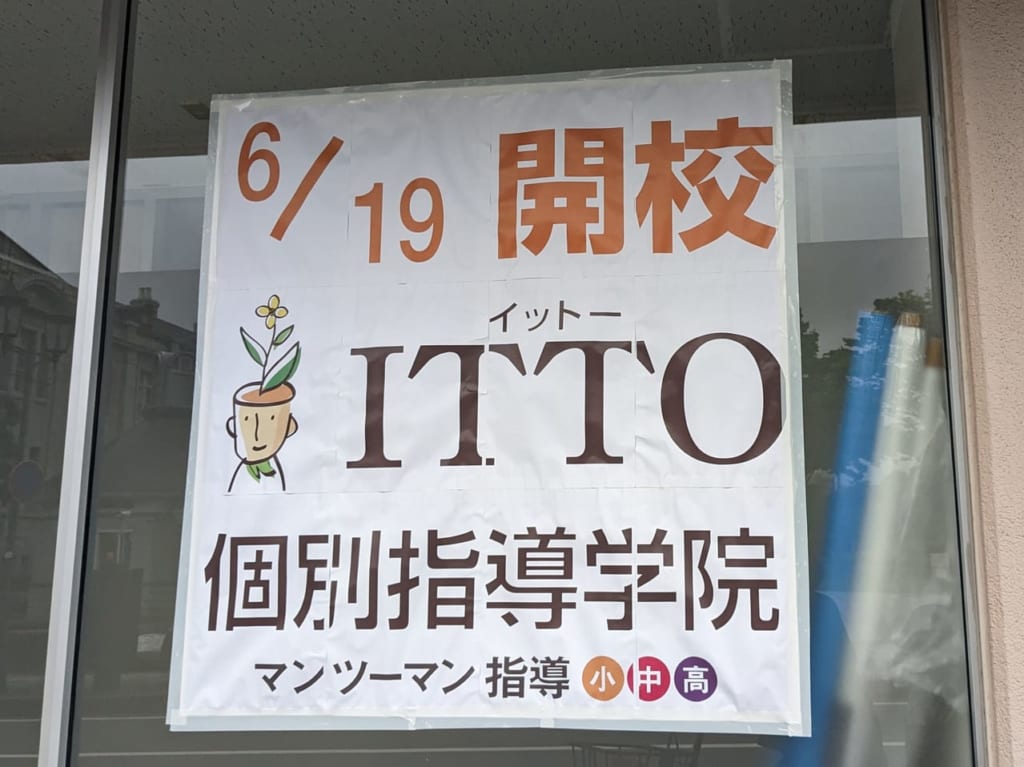 6/19 開校
イットー
ITTO
個別指導学院
マンツーマン指導 小 中 高